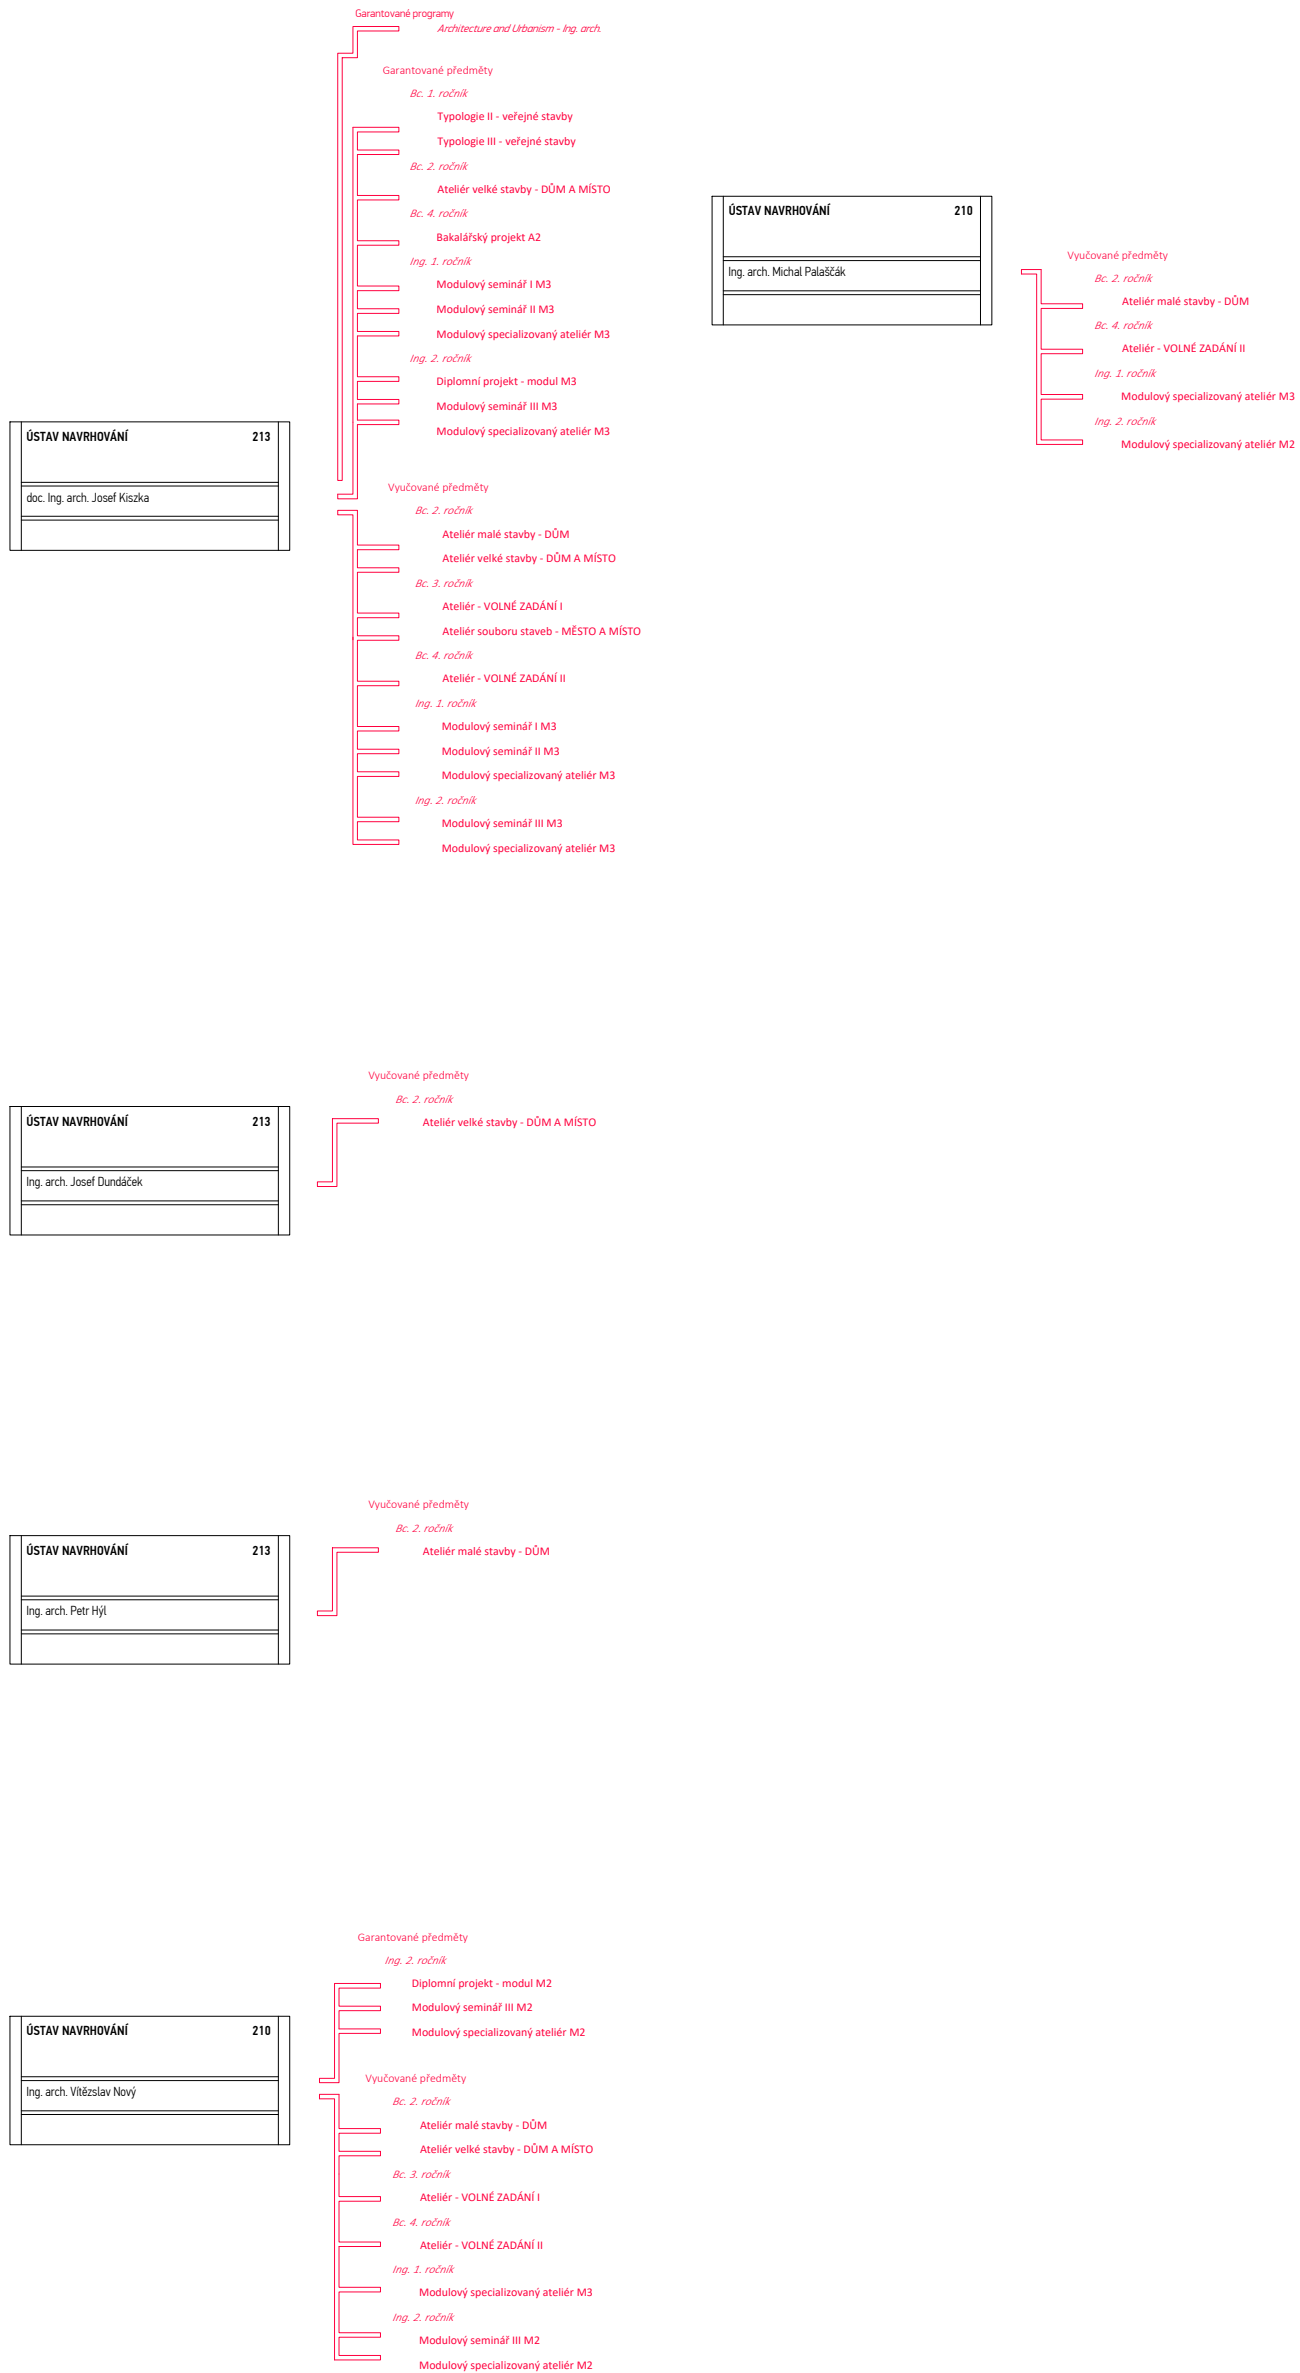 Garantované programy
Architecture and Urbanism - Ing. arch.
Garantované předměty
Bc. 1. ročník
Typologie II - veřejné stavby
Typologie III - veřejné stavby
Bc. 2. ročník
Ateliér velké stavby - DŮM A MÍSTO
Bc. 4. ročník
Bakalářský projekt A2
Ing. 1. ročník
Modulový seminář I M3
Modulový seminář II M3
Modulový specializovaný ateliér M3
Ing. 2. ročník
Diplomní projekt - modul M3
Modulový seminář III M3
Modulový specializovaný ateliér M3
ÚSTAV NAVRHOVÁNÍ 213
doc. Ing. arch. Josef Kiszka
Vyučované předměty
Bc. 2. ročník
Ateliér malé stavby - DŮM
Ateliér velké stavby - DŮM A MÍSTO
Bc. 3. ročník
Ateliér - VOLNÉ ZADÁNÍ I
Ateliér souboru staveb - MĚSTO A MÍSTO
Bc. 4. ročník
Ateliér - VOLNÉ ZADÁNÍ II
Ing. 1. ročník
Modulový seminář I M3
Modulový seminář II M3
Modulový specializovaný ateliér M3
Ing. 2. ročník
Modulový seminář III M3
Modulový specializovaný ateliér M3
ÚSTAV NAVRHOVÁNÍ 210
Ing. arch. Michal Palaščák
Vyučované předměty
Bc. 2. ročník
Ateliér malé stavby - DŮM
Bc. 4. ročník
Ateliér - VOLNÉ ZADÁNÍ II
Ing. 1. ročník
Modulový specializovaný ateliér M3
Ing. 2. ročník
Modulový specializovaný ateliér M2
Vyučované předměty
Bc. 2. ročník
Ateliér velké stavby - DŮM A MÍSTO
ÚSTAV NAVRHOVÁNÍ 213
Ing. arch. Josef Dundáček
Vyučované předměty
Bc. 2. ročník
Ateliér malé stavby - DŮM
ÚSTAV NAVRHOVÁNÍ 213
Ing. arch. Petr Hýl
Garantované předměty
Ing. 2. ročník
Diplomní projekt - modul M2
Modulový seminář III M2
Modulový specializovaný ateliér M2
ÚSTAV NAVRHOVÁNÍ 210
Ing. arch. Vítězslav Nový
Vyučované předměty
Bc. 2. ročník
Ateliér malé stavby - DŮM
Ateliér velké stavby - DŮM A MÍSTO
Bc. 3. ročník
Ateliér - VOLNÉ ZADÁNÍ I
Bc. 4. ročník
Ateliér - VOLNÉ ZADÁNÍ II
Ing. 1. ročník
Modulový specializovaný ateliér M3
Ing. 2. ročník
Modulový seminář III M2
Modulový specializovaný ateliér M2